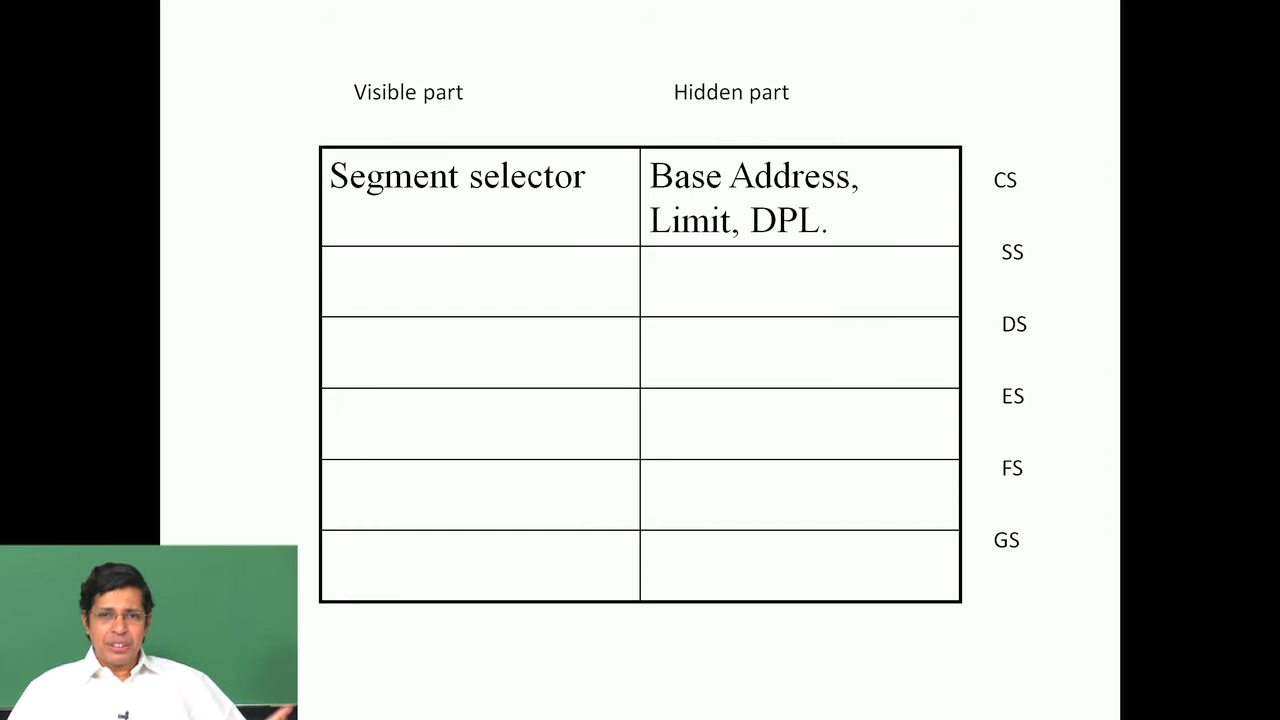 Visible part
Hidden part
Segment selector
Base Address,
Limit, DPL.
CS
SS
DS
ES
FS
GS